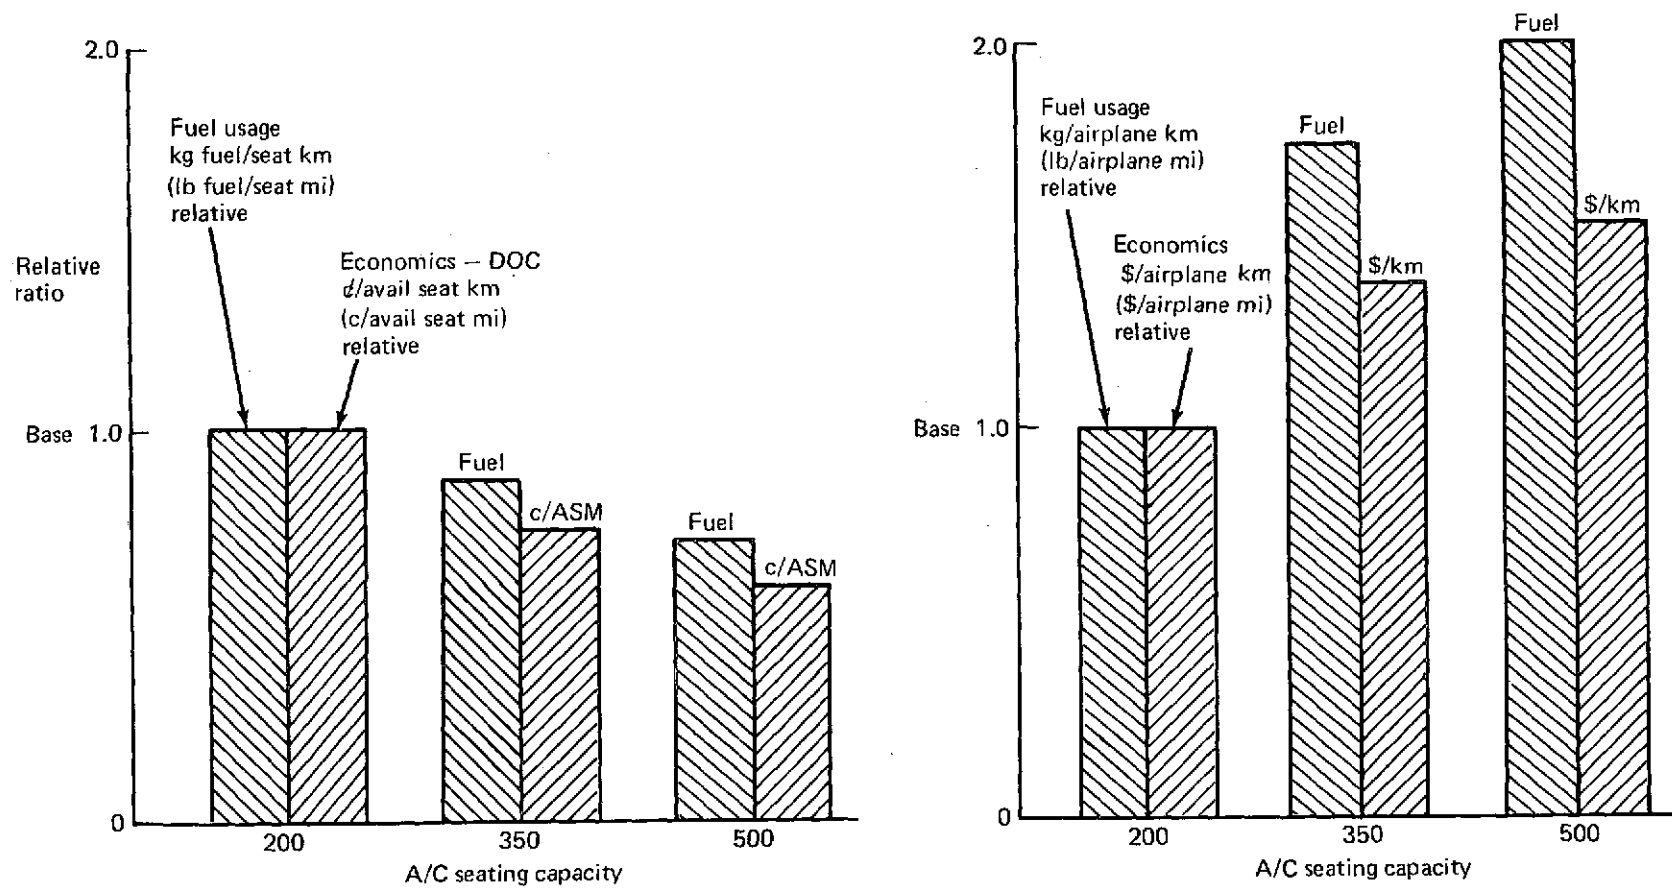 2.0
Fuel usage
kg fuel/seat km
(lb fuel/seat mi)
relative
Economics — DOC
¢/avail seat km
(c/avail seat mi)
relative
Relative
ratio
Base 1.0
Fuel
c/ASM
Fuel
c/ASM
0
200
350
500
A/C seating capacity
2.0
Fuel usage
kg/airplane km
(lb/airplane mi)
relative
Economics
$/airplane km
($/airplane mi)
relative
Base 1.0
Fuel
$/km
Fuel
$/km
0
200
350
500
A/C seating capacity